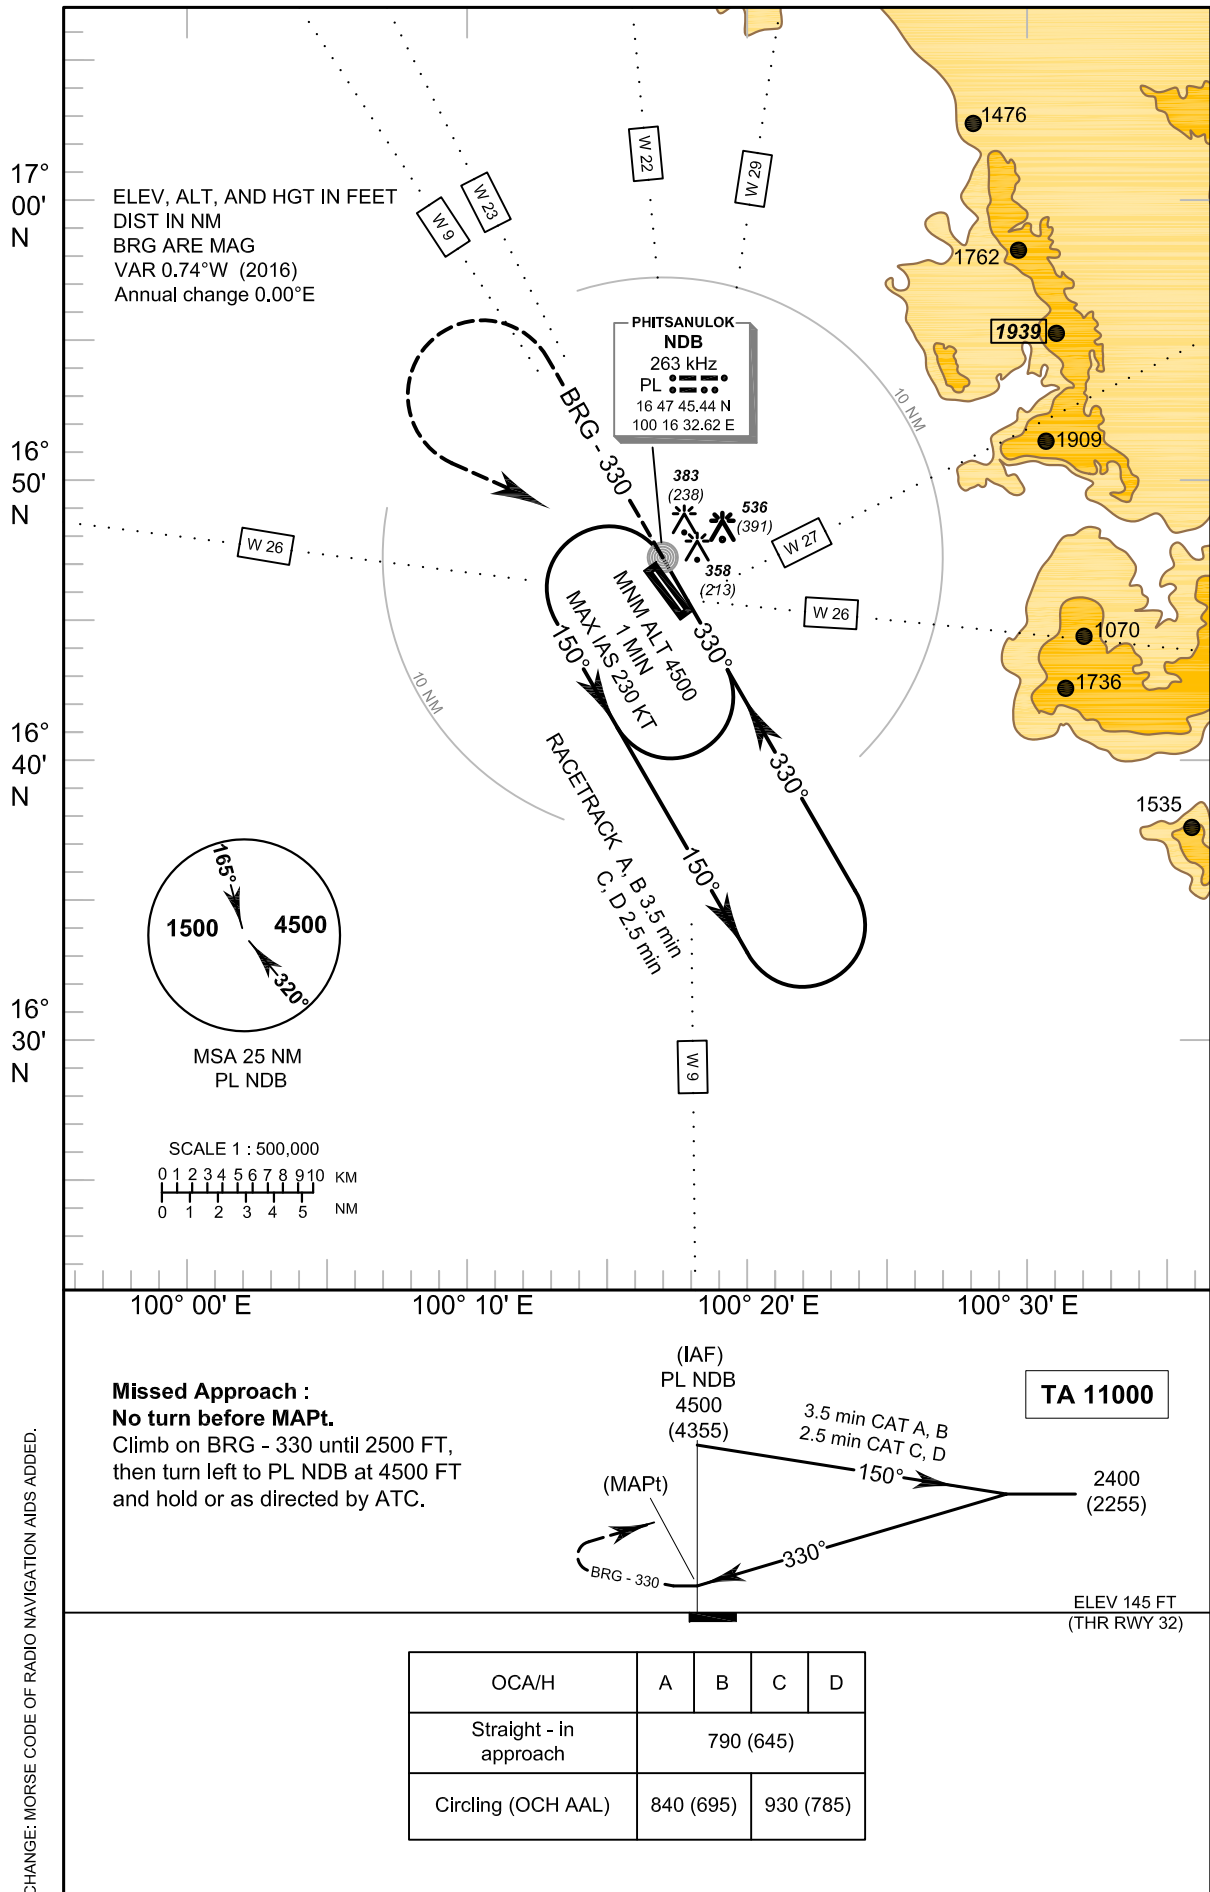 1476
17°
00'
N
ELEV, ALT, AND HGT IN FEET
DIST IN NM
BRG ARE MAG
VAR 0.74°W (2016)
Annual change 0.00°E
W 9
W 23
W 22
W 29
1762
1939
PHITSANULOK
NDB
263 kHz
PL
16 47 45.44 N
100 16 32.62 E
10 NM
1909
BRG - 330
16°
50'
N
383
(238)
536
(391)
358
(213)
W 26
W 27
W 26
1070
1736
MNM ALT 4500
1 MIN
MAX IAS 230 KT
150°
330°
10 NM
16°
40'
N
330°
150°
RACETRACK A, B 3.5 min
C, D 2.5 min
1535
165°
1500
4500
320°
MSA 25 NM
PL NDB
16°
30'
N
W 9
SCALE 1 : 500,000
0 1 2 3 4 5 6 7 8 9 10 KM
0 1 2 3 4 5 NM
100° 00' E 100° 10' E 100° 20' E 100° 30' E
Missed Approach :
No turn before MAPt.
Climb on BRG - 330 until 2500 FT,
then turn left to PL NDB at 4500 FT
and hold or as directed by ATC.
(IAF)
PL NDB
4500
(4355)
TA 11000
3.5 min CAT A, B
2.5 min CAT C, D
150°
2400
(2255)
(MAPt)
330°
BRG - 330
ELEV 145 FT
(THR RWY 32)
OCA/H A B C D
Straight - in
approach
790 (645)
Circling (OCH AAL) 840 (695) 930 (785)
CHANGE: MORSE CODE OF RADIO NAVIGATION AIDS ADDED.